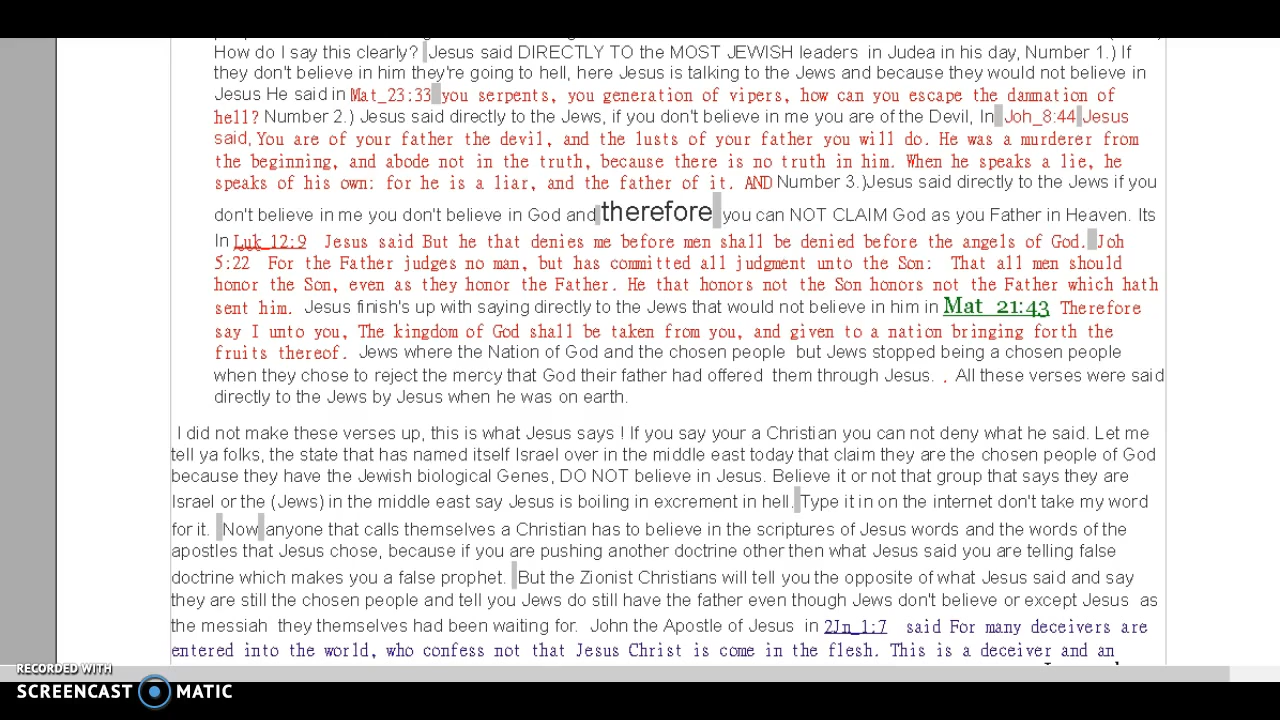 How do I say this clearly? Jesus said DIRECTLY TO the MOST JEWISH leaders in Judea in his day, Number 1.) If
they don't believe in him they're going to hell, here Jesus is talking to the Jews and because they would not believe in
Jesus He said in Mat_23:33 you serpents, you generation of vipers, how can you escape the damnation of
hell? Number 2.) Jesus said directly to the Jews, if you don't believe in me you are of the Devil, In Joh_8:44 Jesus
said, You are of your father the devil, and the lusts of your father you will do. He was a murderer from
the beginning, and abode not in the truth, because there is no truth in him. When he speaks a lie, he
speaks of his own: for he is a liar, and the father of it. AND Number 3.)Jesus said directly to the Jews if you
don't believe in me you don't believe in God and therefore you can NOT CLAIM God as you Father in Heaven. Its
In Luk_12:9 Jesus said But he that denies me before men shall be denied before the angels of God. Joh
5:22 For the Father judges no man, but has committed all judgment unto the Son: That all men should
honor the Son, even as they honor the Father. He that honors not the Son honors not the Father which hath
sent him. Jesus finish's up with saying directly to the Jews that would not believe in him in Mat_21:43 Therefore
say I unto you, The kingdom of God shall be taken from you, and given to a nation bringing forth the
fruits thereof. Jews where the Nation of God and the chosen people but Jews stopped being a chosen people
when they chose to reject the mercy that God their father had offered them through Jesus. . All these verses were said
directly to the Jews by Jesus when he was on earth.
I did not make these verses up, this is what Jesus says ! If you say your a Christian you can not deny what he said. Let me
tell ya folks, the state that has named itself Israel over in the middle east today that claim they are the chosen people of God
because they have the Jewish biological Genes, DO NOT believe in Jesus. Believe it or not that group that says they are
Israel or the (Jews) in the middle east say Jesus is boiling in excrement in hell. Type it in on the internet don't take my word
for it. Now anyone that calls themselves a Christian has to believe in the scriptures of Jesus words and the words of the
apostles that Jesus chose, because if you are pushing another doctrine other then what Jesus said you are telling false
doctrine which makes you a false prophet. But the Zionist Christians will tell you the opposite of what Jesus said and say
they are still the chosen people and tell you Jews do still have the father even though Jews don't believe or except Jesus as
the messiah they themselves had been waiting for. John the Apostle of Jesus in 2Jn_1:7 said For many deceivers are
entered into the world, who confess not that Jesus Christ is come in the flesh. This is a deceiver and an
RECORDED WITH
SCREENCAST MATIC